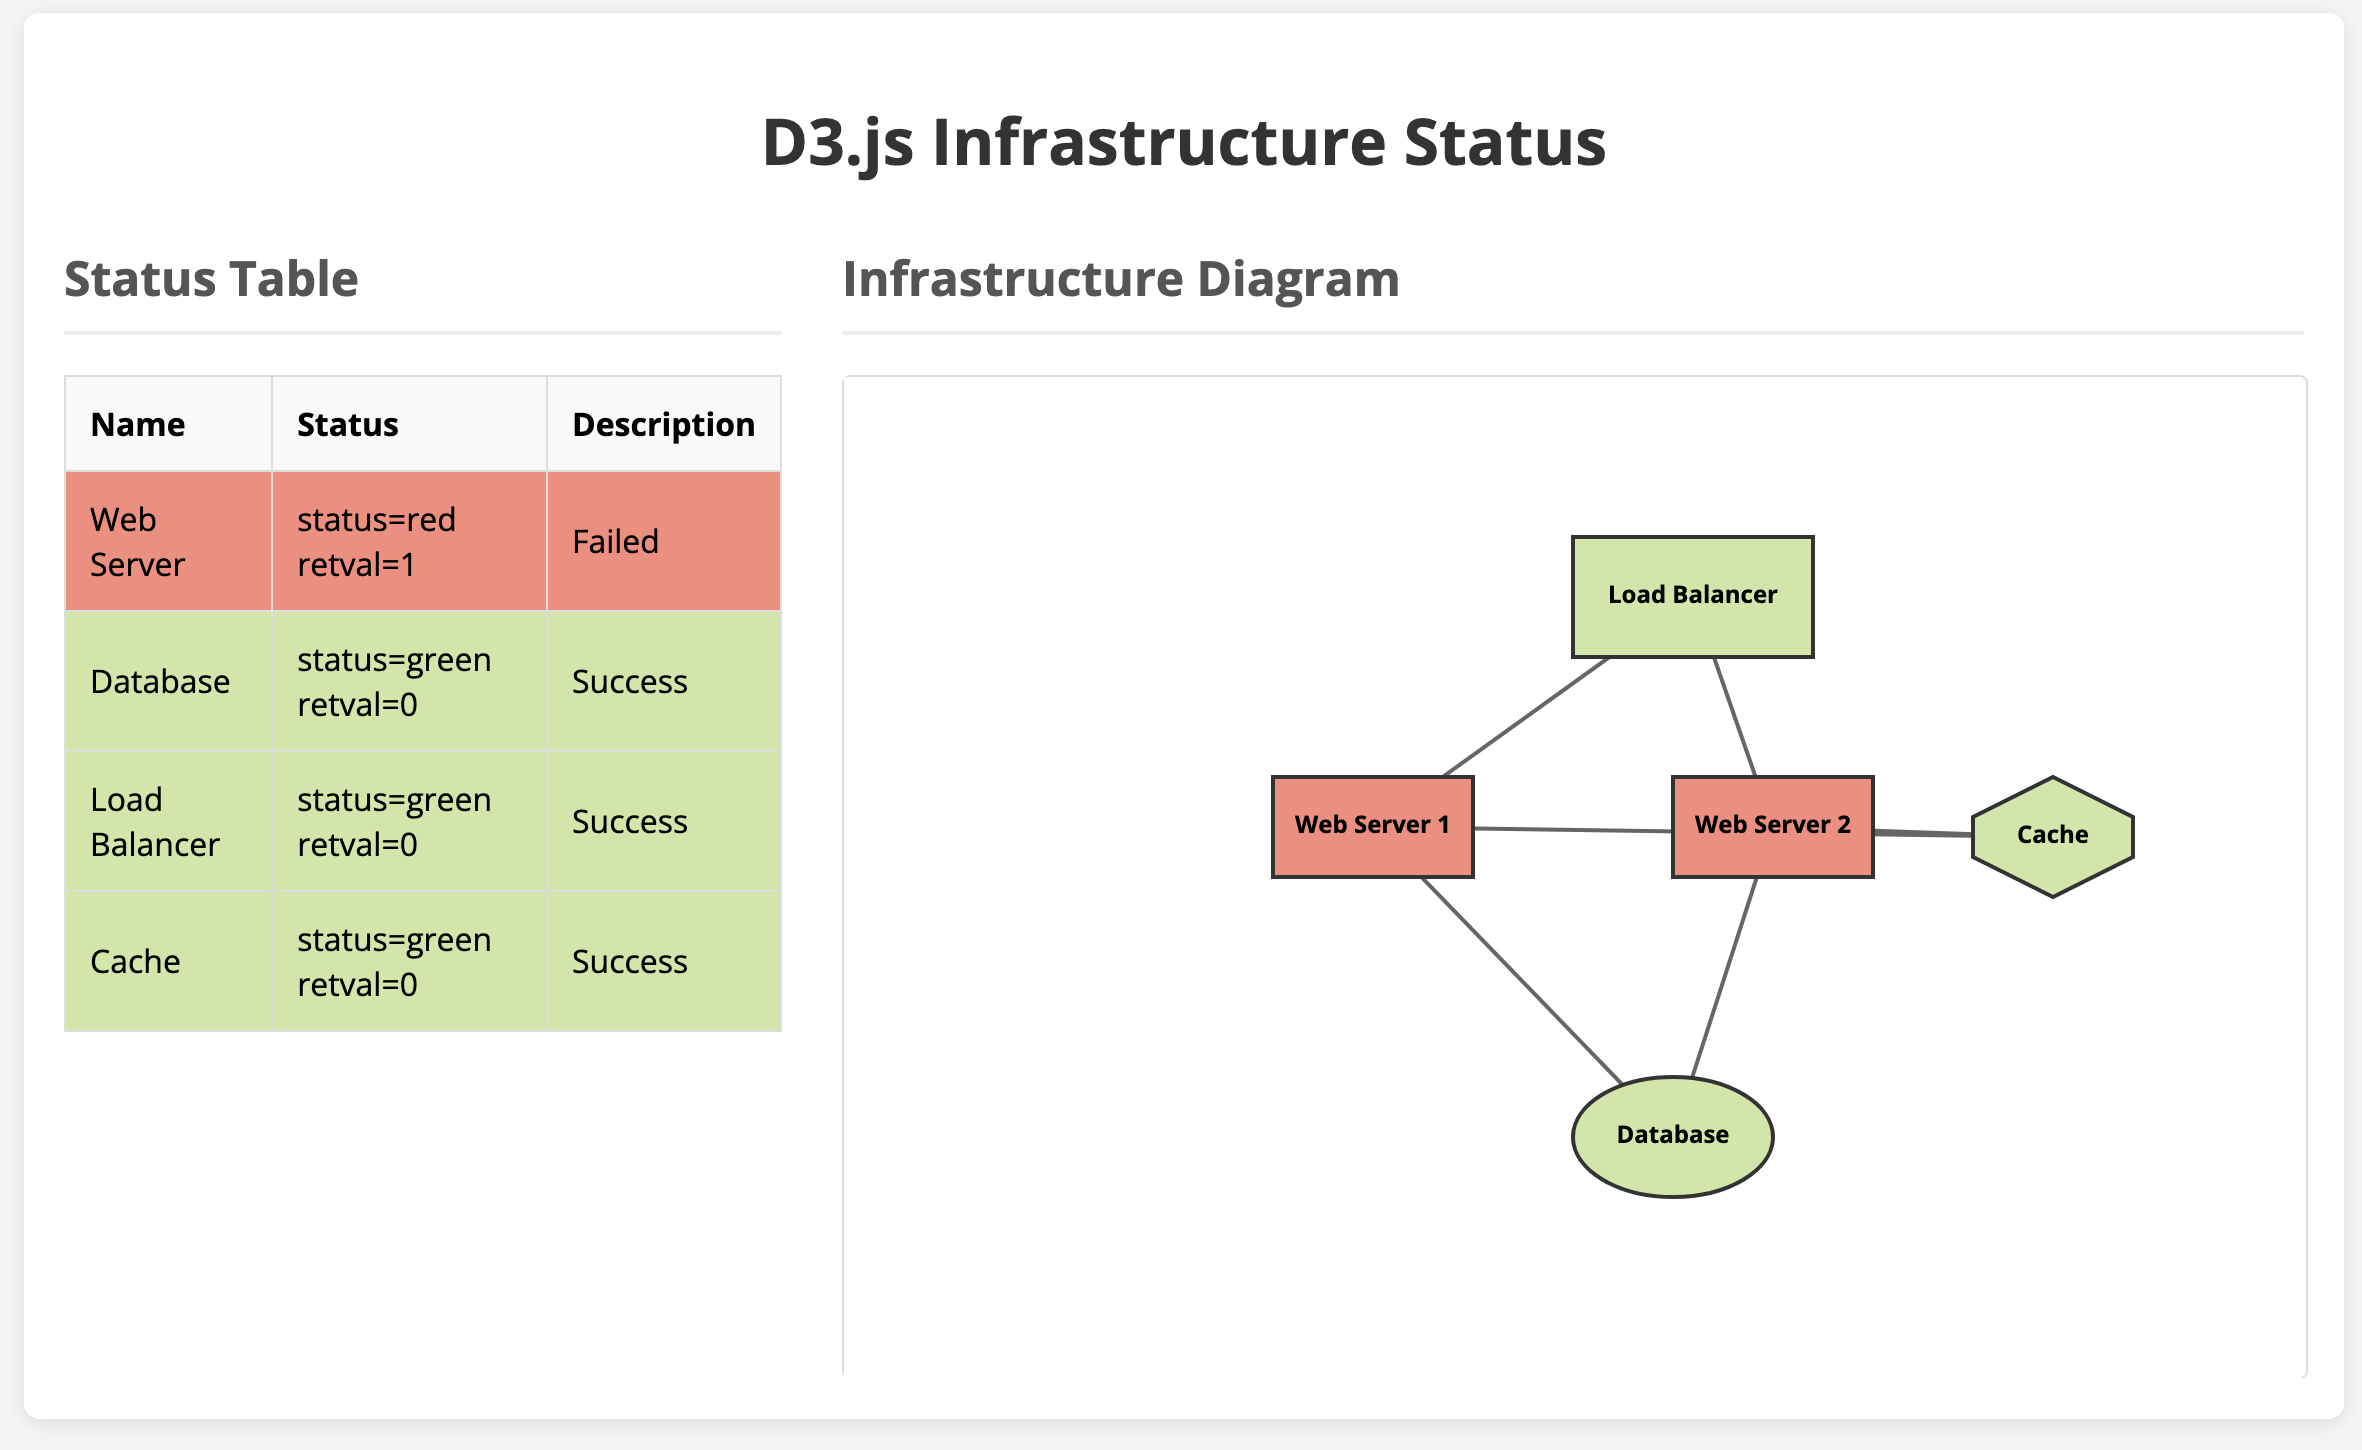 D3.js Infrastructure Status
Status Table
Name Status Description
Web
Server
status=red
retval=1
Failed
Database
status=green
retval=0
Success
Load
Balancer
status=green
retval=0
Success
Cache
status=green
retval=0
Success
Infrastructure Diagram
Load Balancer
Web Server 1
Web Server 2
Cache
Database